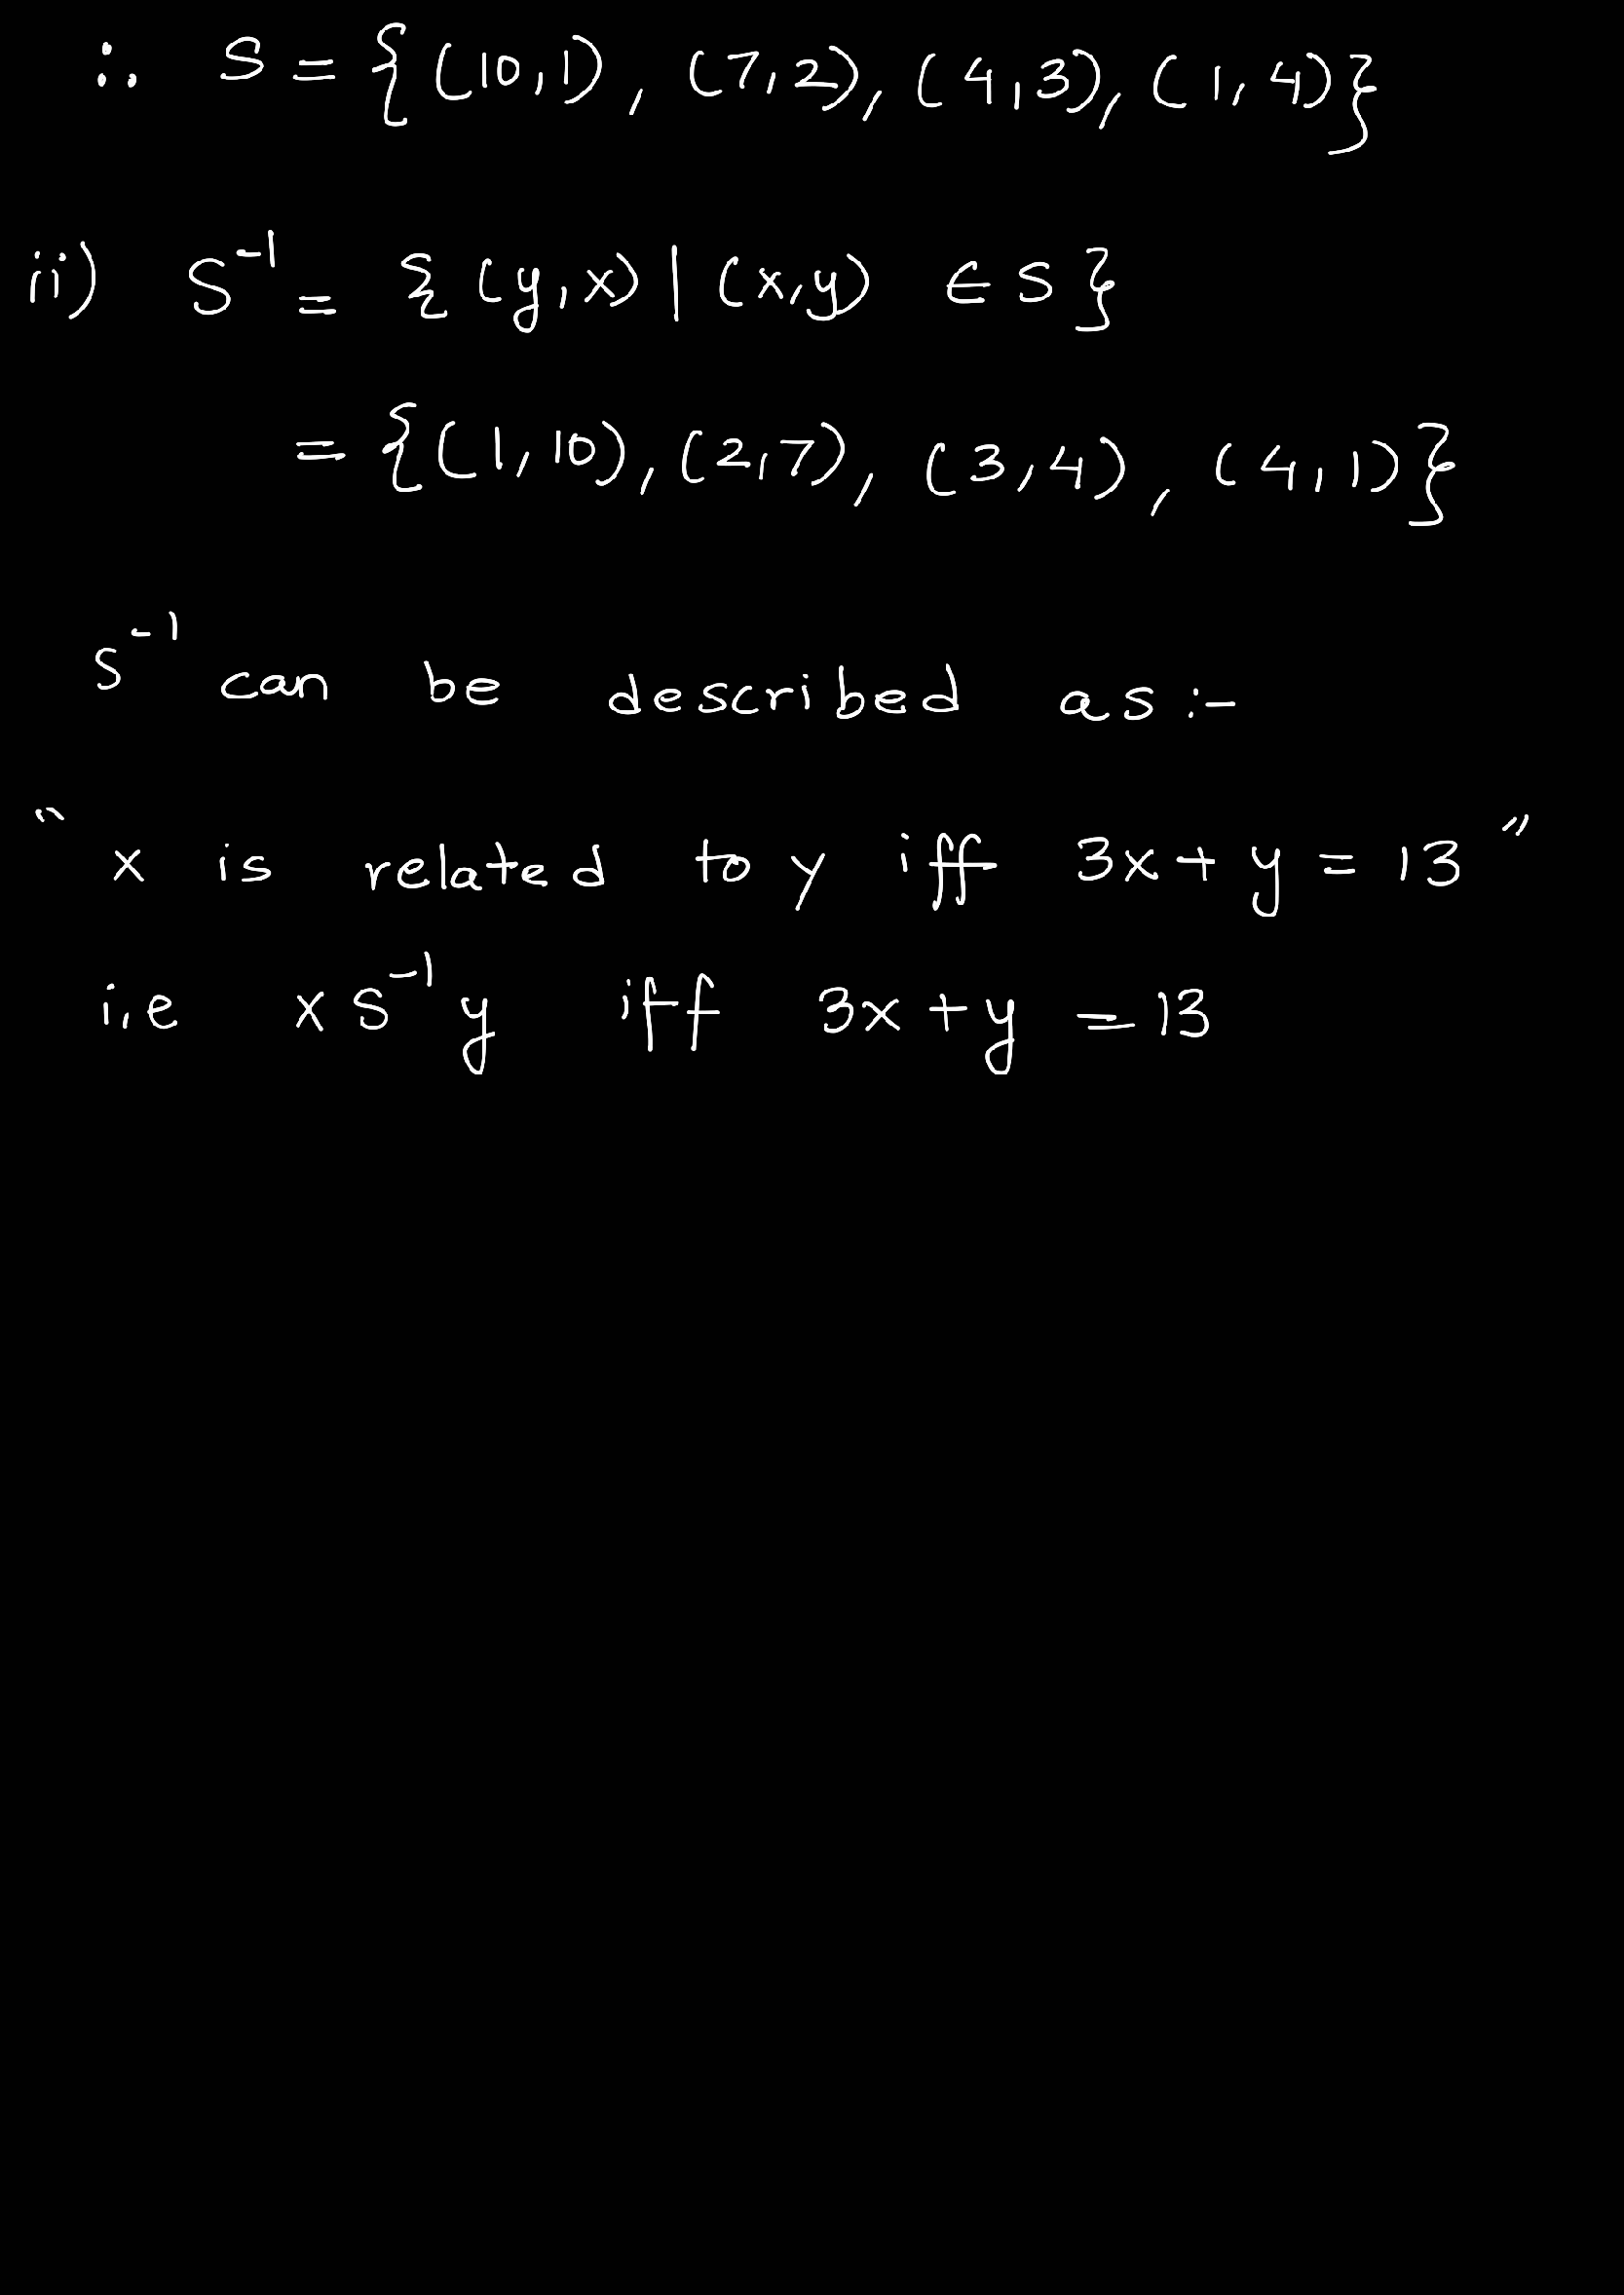 ∴ S = {(10,1), (7,2), (4,3), (1,4)}
ii) S⁻¹ = {(y,x) | (x,y) ∈ S}
= {(1,10), (2,7), (3,4), (4,1)}
S⁻¹ can be described as :-
"x is related to y iff 3x + y = 13"
i.e x S⁻¹ y iff 3x + y = 13